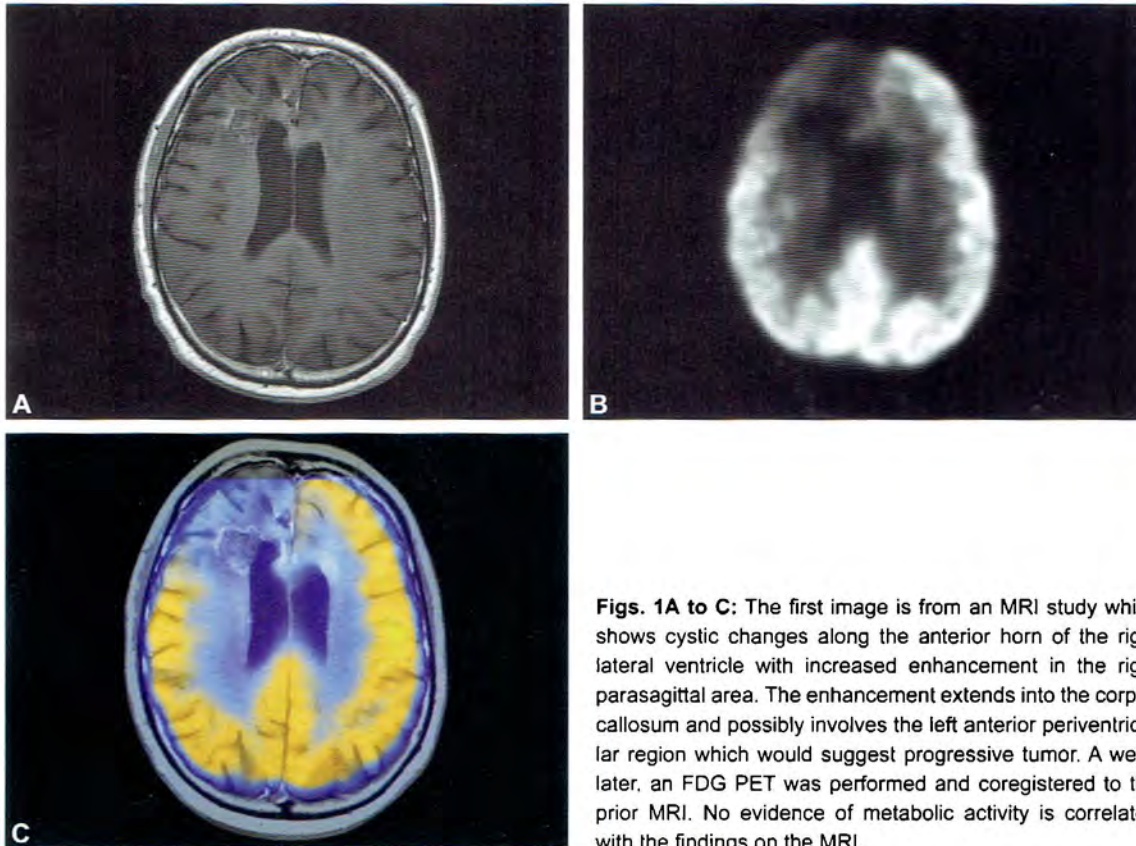 A
B
C
Figs. 1A to C: The first image is from an MRI study whi
shows cystic changes along the anterior horn of the rig
lateral ventricle with increased enhancement in the rig
parasagittal area. The enhancement extends into the corp
callosum and possibly involves the left anterior periventric
lar region which would suggest progressive tumor. A we
later, an FDG PET was performed and coregistered to t
prior MRI. No evidence of metabolic activity is correlate
with the findings on the MRI